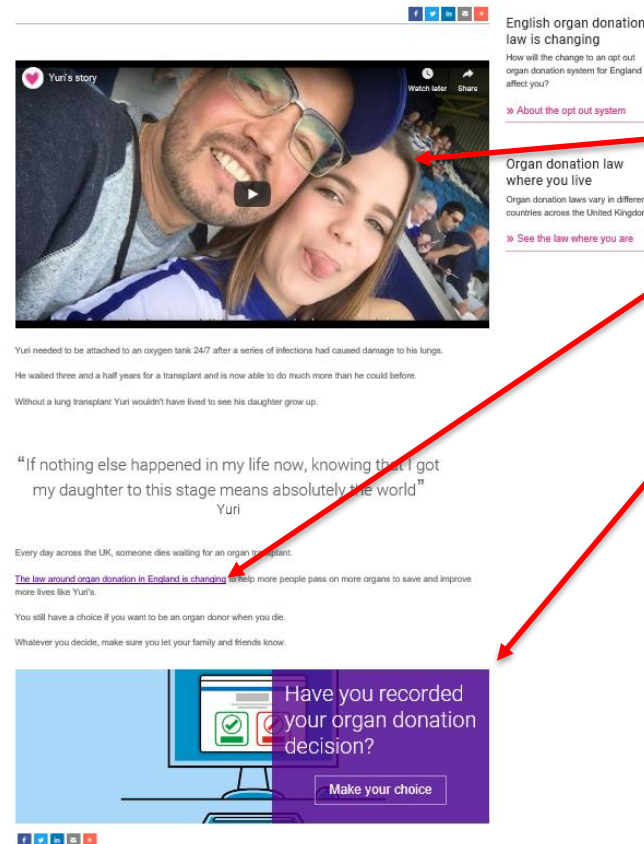 Yuri's story
Watch later
Share
English organ donation
law is changing
How will the change to an opt out
organ donation system for England
affect you?
» About the opt out system
Organ donation law
where you live
Organ donation laws vary in differen
countries across the United Kingdo
» See the law where you are
Yuri needed to be attached to an oxygen tank 24/7 after a series of infections had caused damage to his lungs.
He waited three and a half years for a transplant and is now able to do much more than he could before.
Without a lung transplant Yuri wouldn't have lived to see his daughter grow up.
“If nothing else happened in my life now, knowing that I got
my daughter to this stage means absolutely the world”
Yuri
Every day across the UK, someone dies waiting for an organ transplant.
The law around organ donation in England is changing to help more people pass on more organs to save and improve
more lives like Yuri's.
You still have a choice if you want to be an organ donor when you die.
Whatever you decide, make sure you let your family and friends know.
Have you recorded
your organ donation
decision?
Make your choice